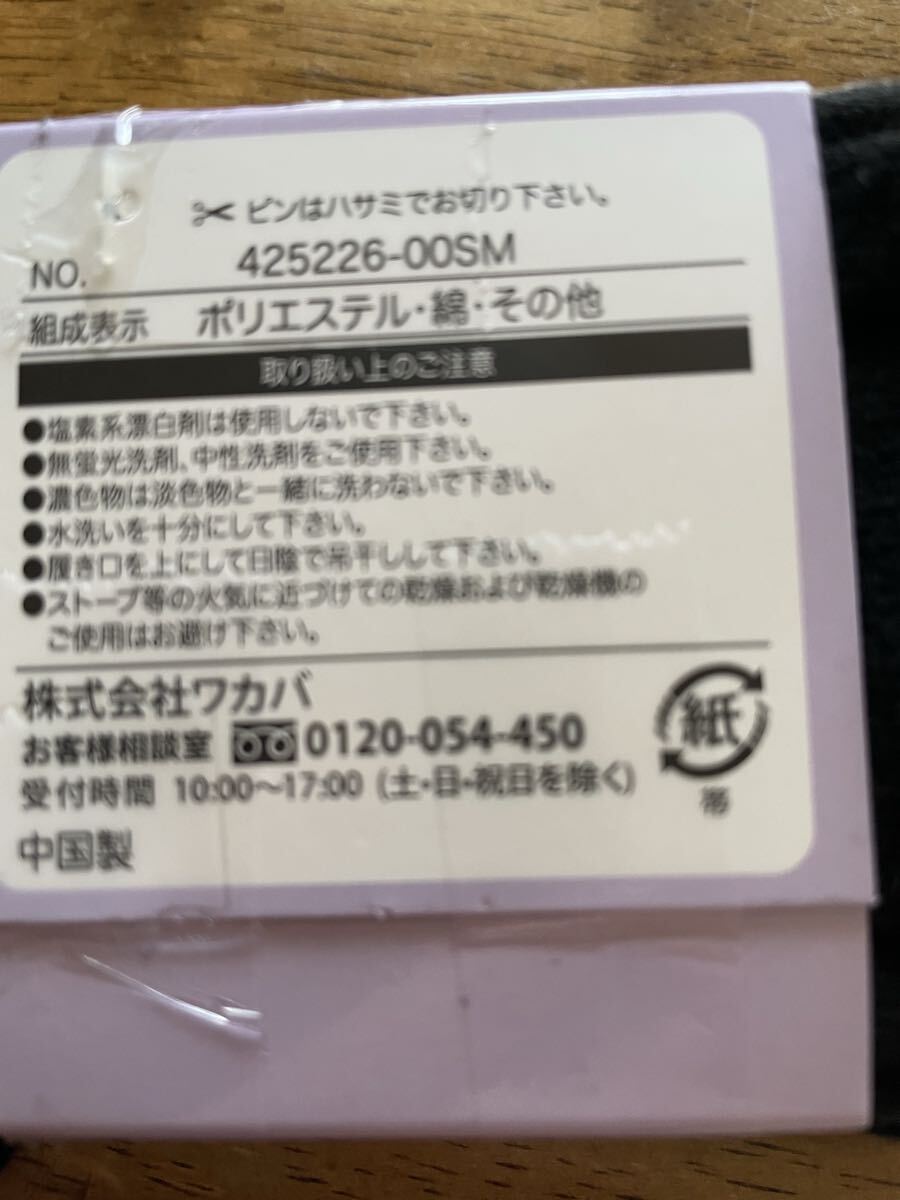 ピンはハサミでお切り下さい。
NO. 425226-00SM
組成表示 ポリエステル・綿・その他
取り扱い上のご注意
●塩素系漂白剤は使用しないで下さい。
●無蛍光洗剤、中性洗剤をご使用下さい。
●濃色物は淡色物と一緒に洗わないで下さい。
●水洗いを十分にして下さい。
●履き口を上にして日陰で吊干しして下さい。
●ストーブ等の火気に近づけての乾燥および乾燥機の
ご使用はお避け下さい。
株式会社ワカバ
お客様相談室 0120-054-450
受付時間 10:00〜17:00 (土・日・祝日を除く)
中国製
紙
帯